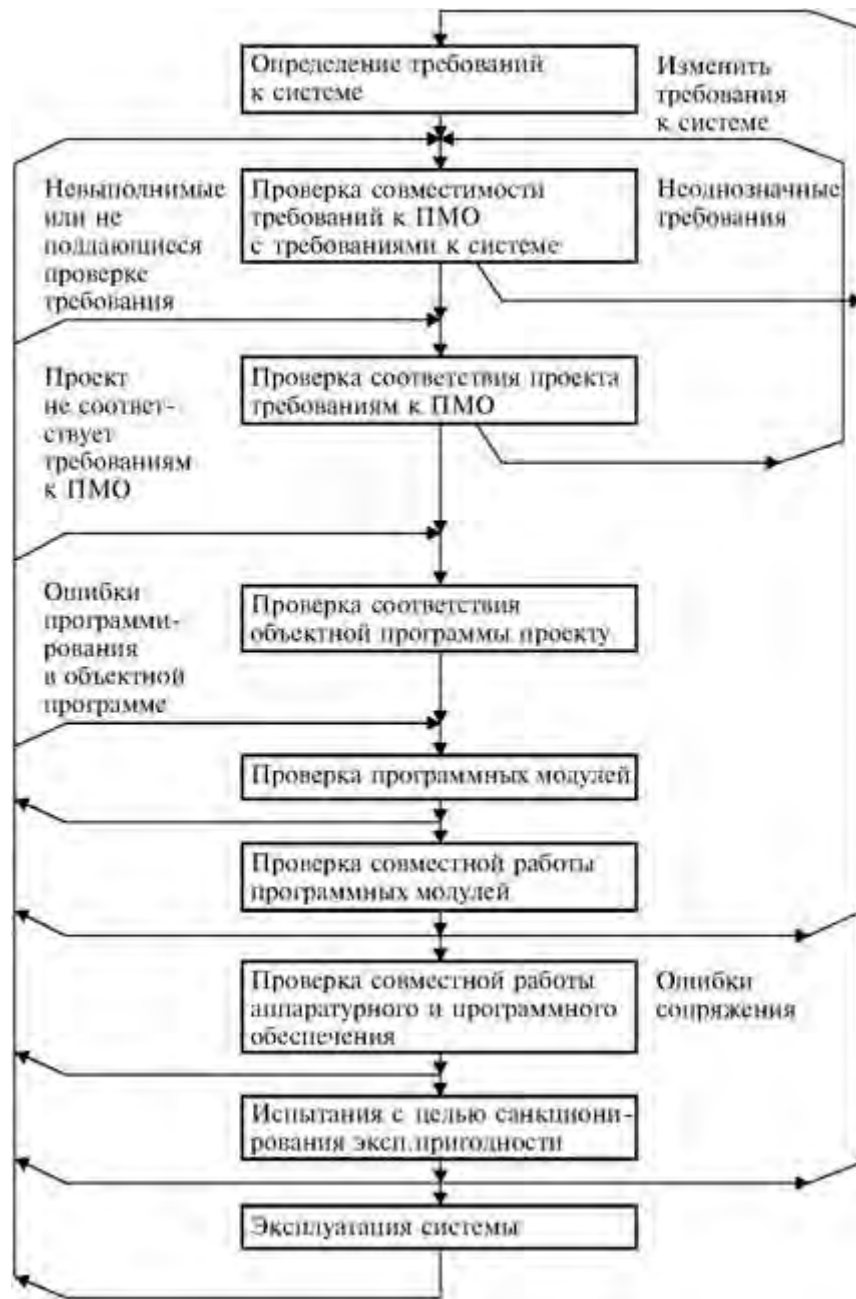 Определение требований
к системе
Изменить
требования
к системе
Невыполнимые
или не
поддающиеся
проверке
требования
Проверка совместимости
требований к ПМО
с требованиями к системе
Неоднозначные
требования
Проект
не соответ-
ствует
требованиям
к ПМО
Проверка соответствия проекта
требованиям к ПМО
Ошибки
программи-
рования
в объектной
программе
Проверка соответствия
объектной программы проекту
Проверка программных модулей
Проверка совместной работы
программных модулей
Проверка совместной работы
аппаратурного и программного
обеспечения
Ошибки
сопряжения
Испытания с целью санкциони-
рования эксп.пригодности
Эксплуатация системы